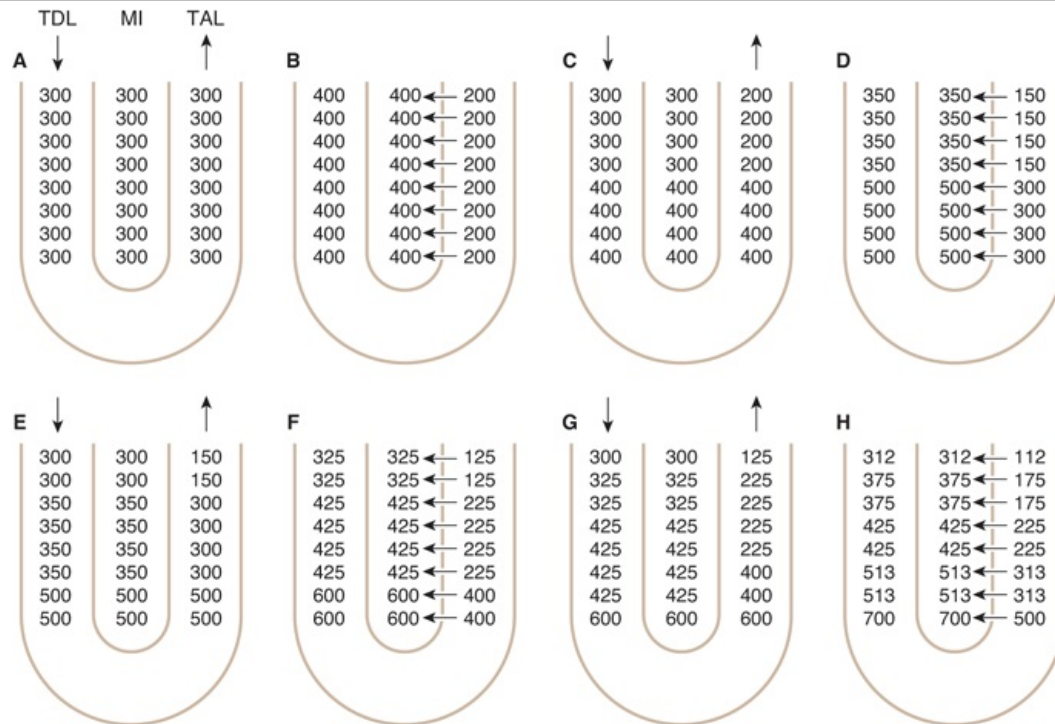 TDL MI TAL
A B C D
300 300 300 400 400 200 300 300 200 350 350 150
300 300 300 400 400 200 300 300 200 350 350 150
300 300 300 400 400 200 300 300 200 350 350 150
300 300 300 400 400 200 300 300 200 350 350 150
300 300 300 400 400 200 400 400 400 500 500 300
300 300 300 400 400 200 400 400 400 500 500 300
300 300 300 400 400 200 400 400 400 500 500 300
300 300 300 400 400 200 400 400 400 500 500 300
E F G H
300 300 150 325 325 125 300 300 125 312 312 112
300 300 150 325 325 125 325 325 225 375 375 175
350 350 300 425 425 225 325 325 225 375 375 175
350 350 300 425 425 225 425 425 225 425 425 225
350 350 300 425 425 225 425 425 225 425 425 225
350 350 300 425 425 225 425 425 400 513 513 313
500 500 500 600 600 400 425 425 400 513 513 313
500 500 500 600 600 400 600 600 600 700 700 500